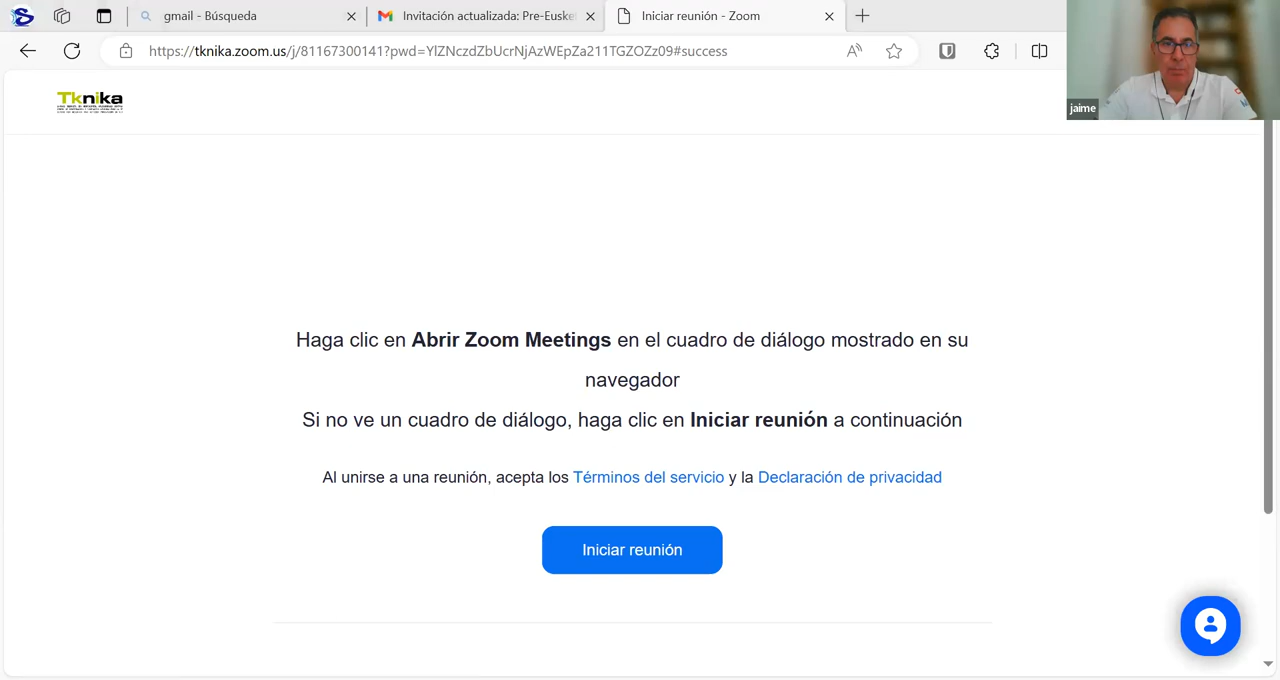 gmail - Búsqueda
Invitación actualizada: Pre-Euske
Iniciar reunión - Zoom
https://tknika.zoom.us/j/81167300141?pwd=YlZNczdZbUcrNjAzWEpZa211TGZOZz09#success
jaime
Tknika
Haga clic en Abrir Zoom Meetings en el cuadro de diálogo mostrado en su
navegador
Si no ve un cuadro de diálogo, haga clic en Iniciar reunión a continuación
Al unirse a una reunión, acepta los Términos del servicio y la Declaración de privacidad
Iniciar reunión